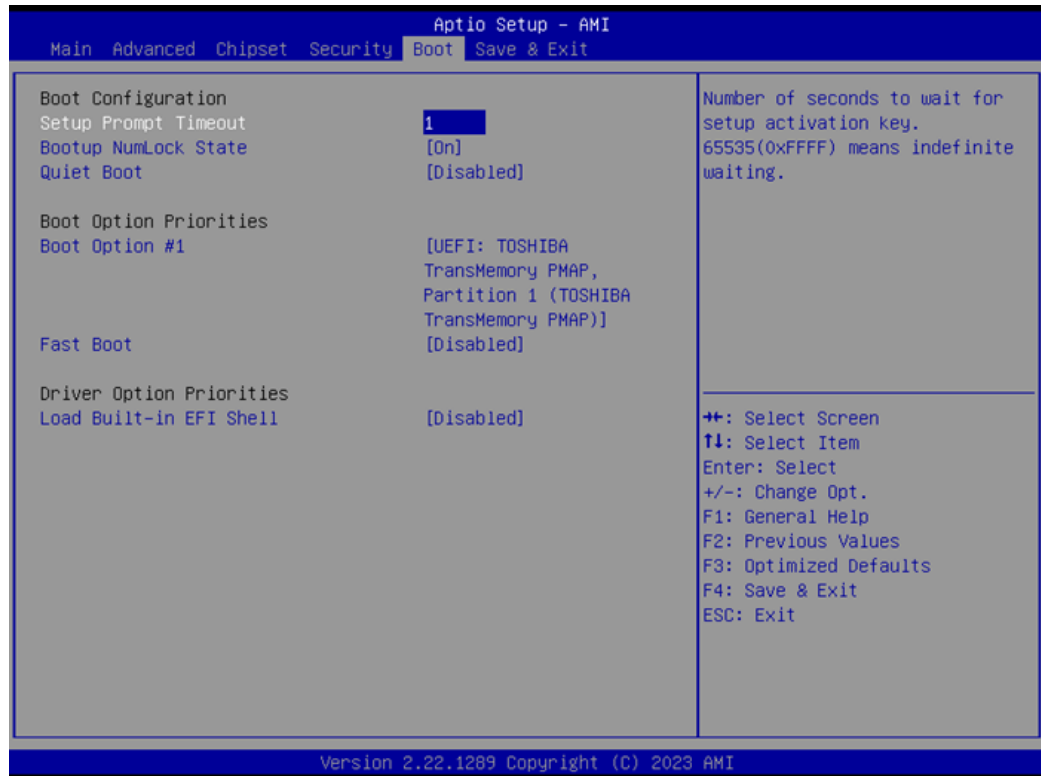 Aptio Setup - AMI
Main Advanced Chipset Security Boot Save & Exit
Boot Configuration
Setup Prompt Timeout 1
Bootup NumLock State [On]
Quiet Boot [Disabled]
Boot Option Priorities
Boot Option #1 [UEFI: TOSHIBA
TransMemory PMAP,
Partition 1 (TOSHIBA
TransMemory PMAP)]
Fast Boot [Disabled]
Driver Option Priorities
Load Built-in EFI Shell [Disabled]
Number of seconds to wait for
setup activation key.
65535(0xFFFF) means indefinite
waiting.
→←: Select Screen
↑↓: Select Item
Enter: Select
+/-: Change Opt.
F1: General Help
F2: Previous Values
F3: Optimized Defaults
F4: Save & Exit
ESC: Exit
Version 2.22.1289 Copyright (C) 2023 AMI